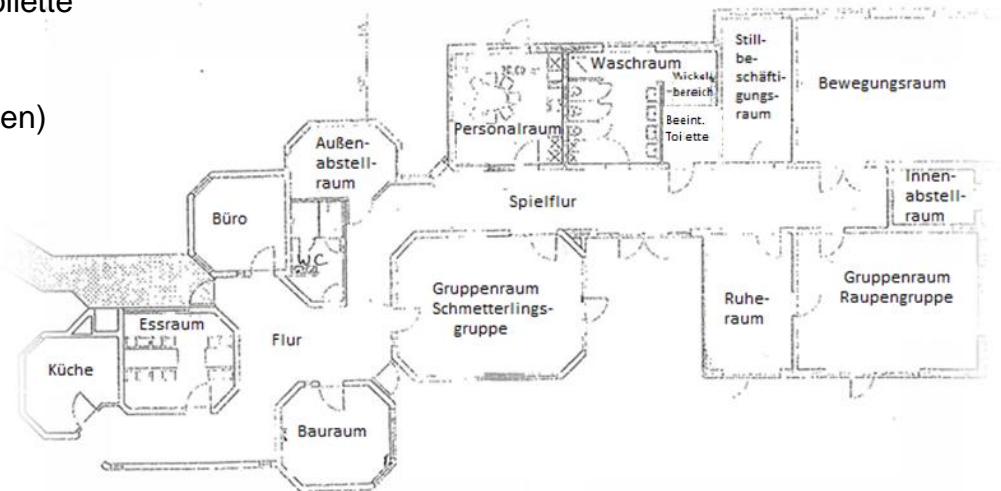 oilette
en)
Still-
be-
schäfti-
gungs-
raum
Waschraum
Wickel-
bereich
Bewegungsraum
Beeint.
Toi ette
Personalraum
Außen-
abstell-
raum
Innen-
abstell-
raum
Spielflur
Büro
WC
Gruppenraum
Schmetterlings-
gruppe
Gruppenraum
Raupengruppe
Ruhe-
raum
Essraum
Flur
Küche
Bauraum